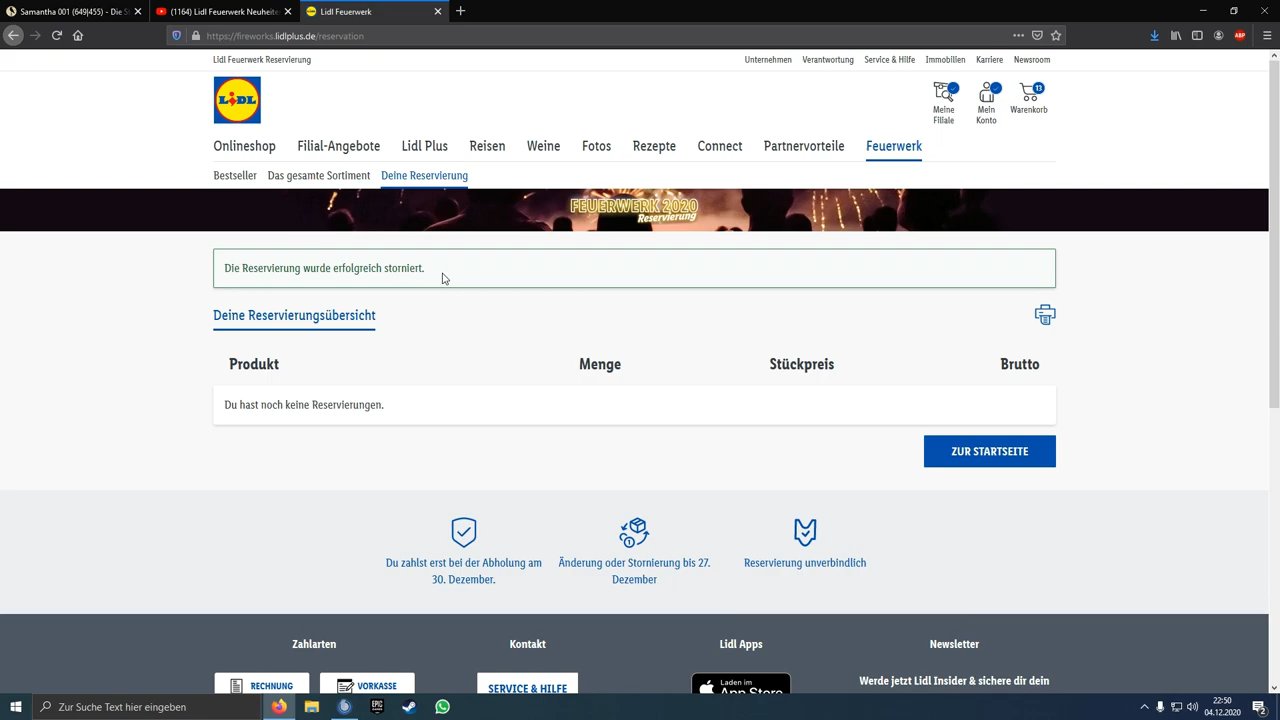 Samantha 001 (649|455) - Die S
(1164) Lidl Feuerwerk Neuheite
Lidl Feuerwerk
https://fireworks.lidlplus.de/reservation
ABP
Lidl Feuerwerk Reservierung
Unternehmen
Verantwortung
Service & Hilfe
Immobilien
Karriere
Newsroom
LIDL
Meine
Filiale
Mein
Konto
13
Warenkorb
Onlineshop
Filial-Angebote
Lidl Plus
Reisen
Weine
Fotos
Rezepte
Connect
Partnervorteile
Feuerwerk
Bestseller
Das gesamte Sortiment
Deine Reservierung
FEUERWERK 2020
Reservierung
Die Reservierung wurde erfolgreich storniert.
Deine Reservierungsübersicht
Produkt
Menge
Stückpreis
Brutto
Du hast noch keine Reservierungen.
ZUR STARTSEITE
Du zahlst erst bei der Abholung am
30. Dezember.
Änderung oder Stornierung bis 27.
Dezember
Reservierung unverbindlich
Zahlarten
Kontakt
Lidl Apps
Newsletter
RECHNUNG
VORKASSE
SERVICE & HILFE
Laden im
App Store
Werde jetzt Lidl Insider & sichere dir dein
Zur Suche Text hier eingeben
EPIC
22:50
04.12.2020
2